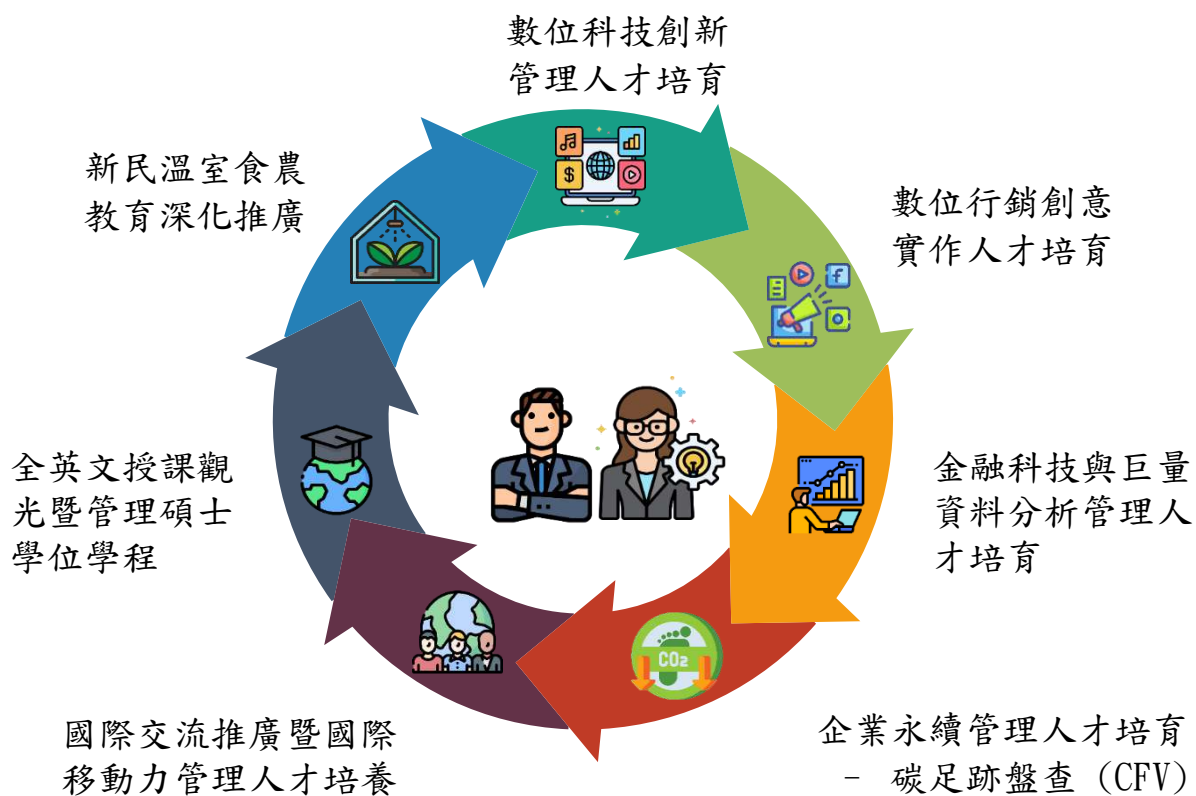 數位科技創新
管理人才培育
數位行銷創意
實作人才培育
金融科技與巨量
資料分析管理人
才培育
企業永續管理人才培育
- 碳足跡盤查 (CFV)
國際交流推廣暨國際
移動力管理人才培養
全英文授課觀
光暨管理碩士
學位學程
新民溫室食農
教育深化推廣
$
f
CO2